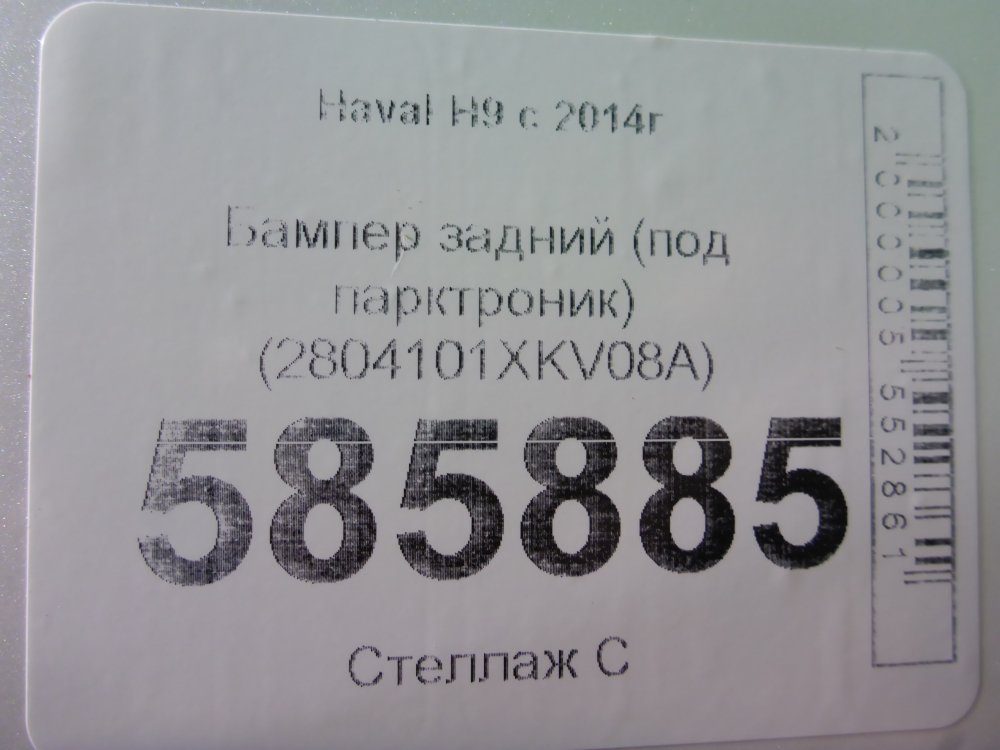 Haval H9 с 2014г
Бампер задний (под
парктроник)
(2804101XKV08A)
585885
Стеллаж С
2000005552861